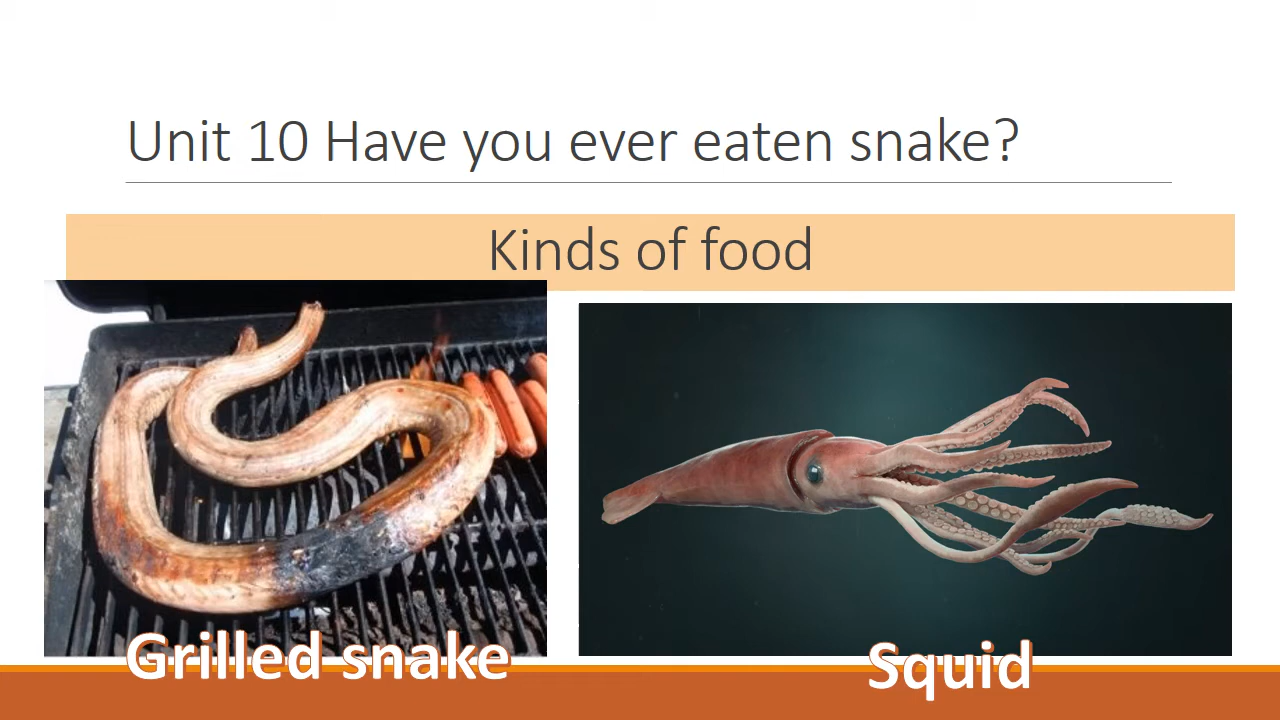 Unit 10 Have you ever eaten snake?
Kinds of food
Grilled snake
Squid